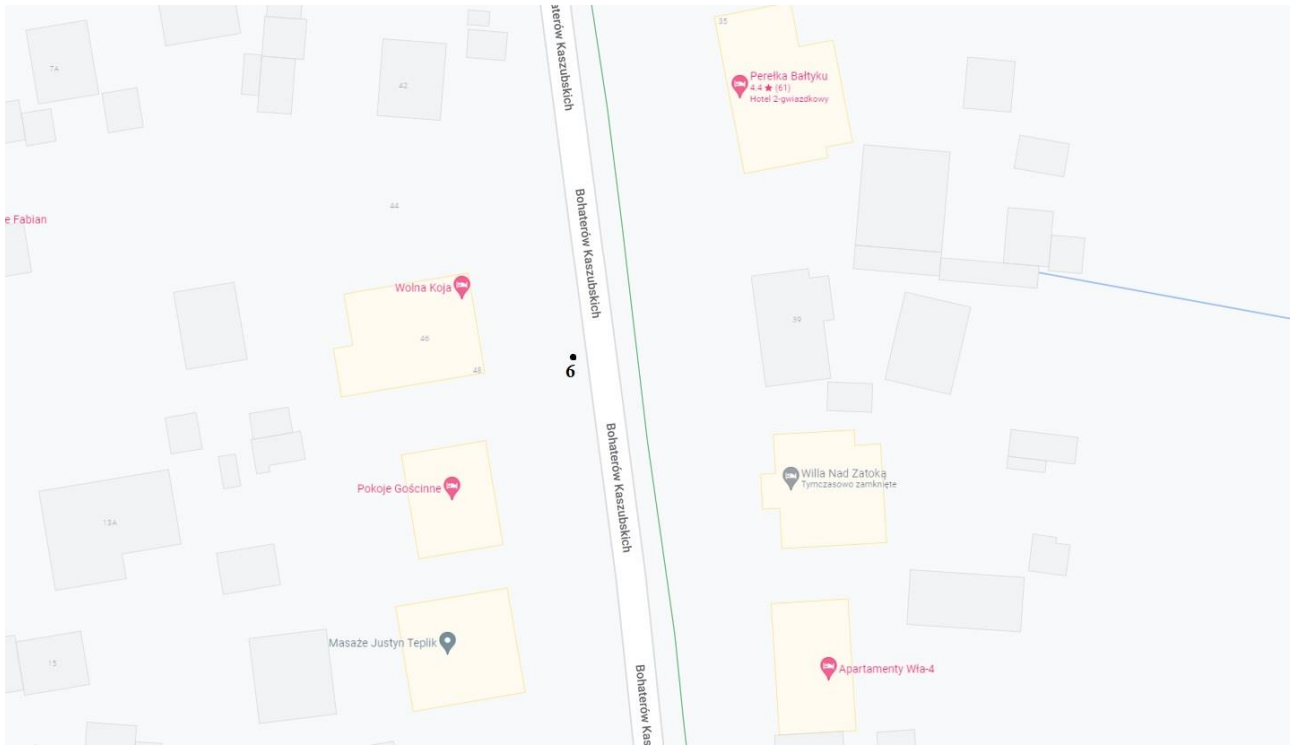 aterów Kaszubskich
35
Perełka Bałtyku
4.4 ★ (61)
Hotel 2-gwiazdkowy
7A
42
44
e Fabian
Bohaterów Kaszubskich
Wolna Koja
46
48
39
6
Bohaterów Kaszubskich
Pokoje Gościnne
Willa Nad Zatoką
Tymczasowo zamknięte
13A
Masaże Justyn Teplik
15
Apartamenty Wła-4
Bohaterów Kas